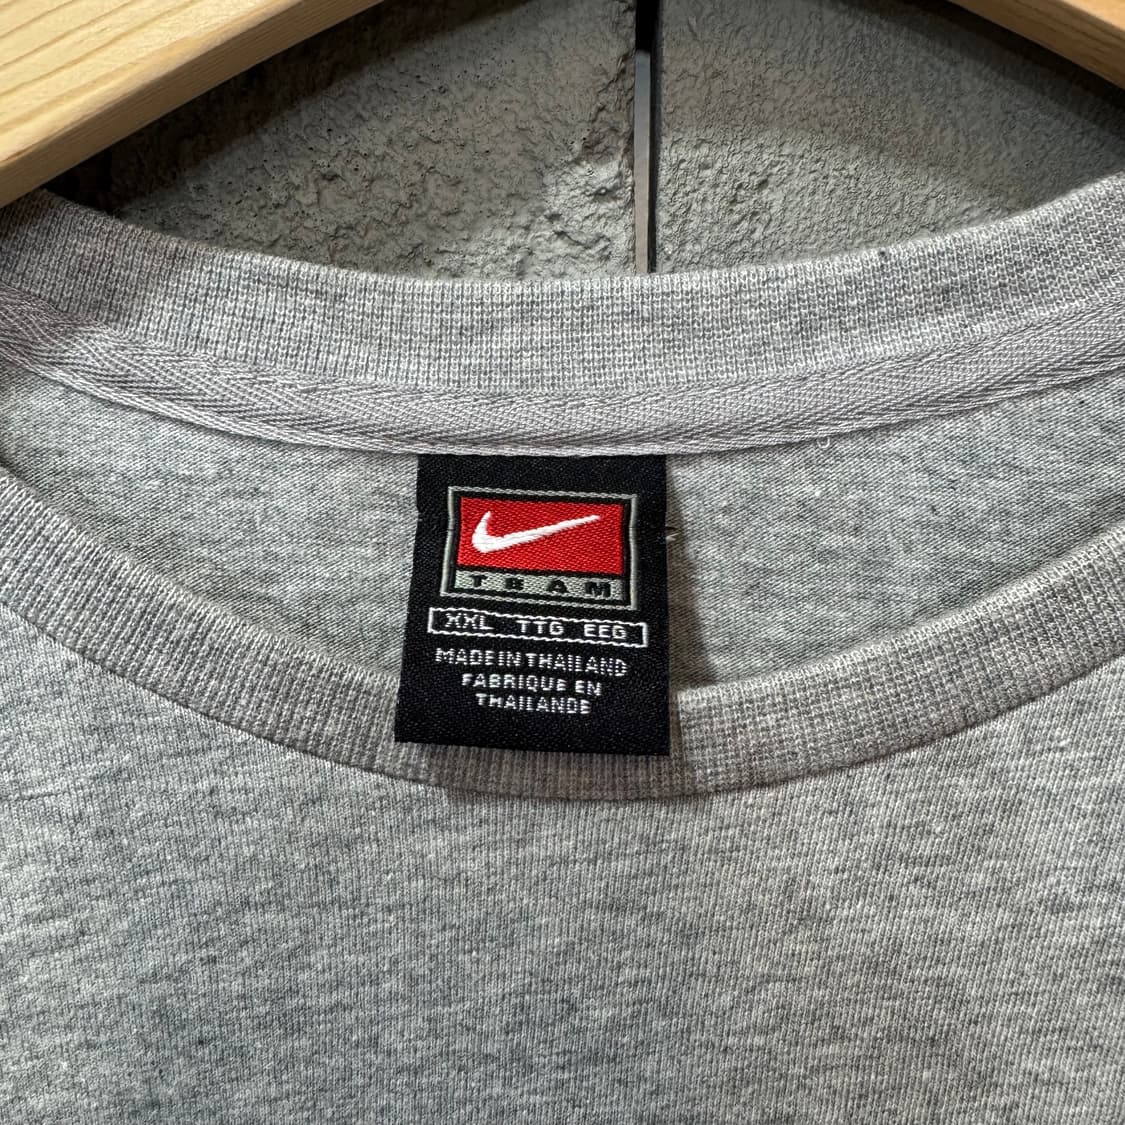 TEAM
XXL TTG EEG
MADE IN THAILAND
FABRIQUE EN
THAILANDE